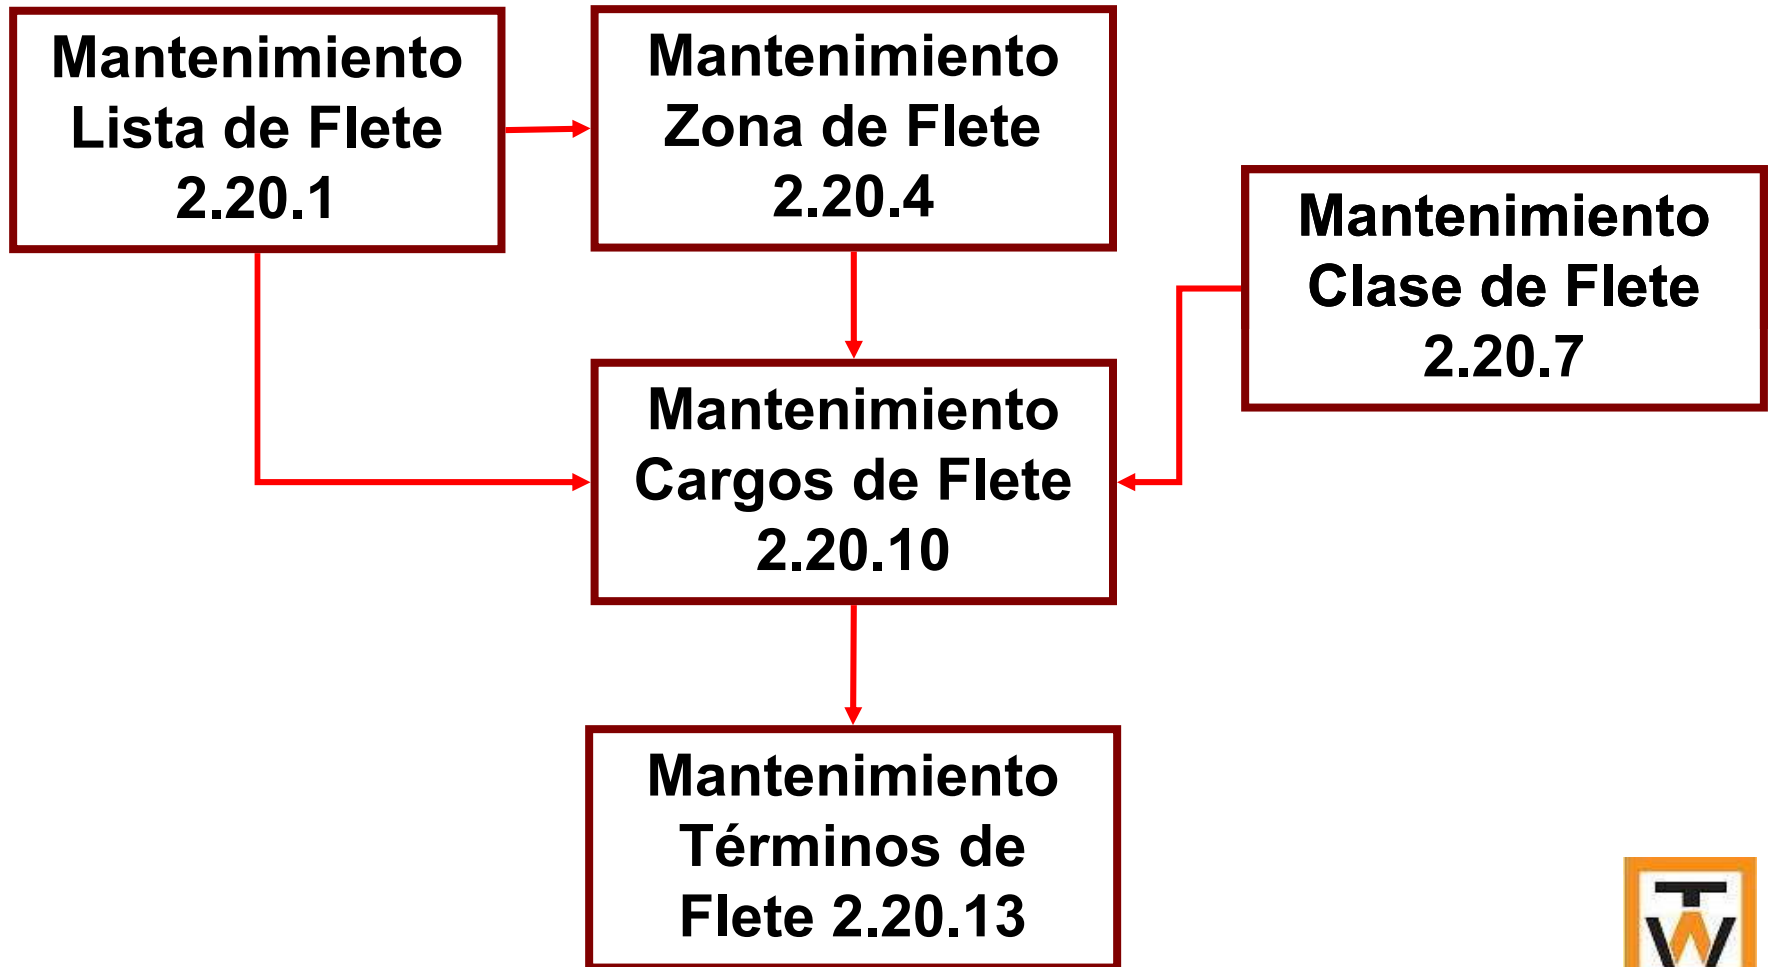 Mantenimiento
Lista de Flete
2.20.1
Mantenimiento
Zona de Flete
2.20.4
Mantenimiento
Clase de Flete
2.20.7
Mantenimiento
Cargos de Flete
2.20.10
Mantenimiento
Términos de
Flete 2.20.13
TW